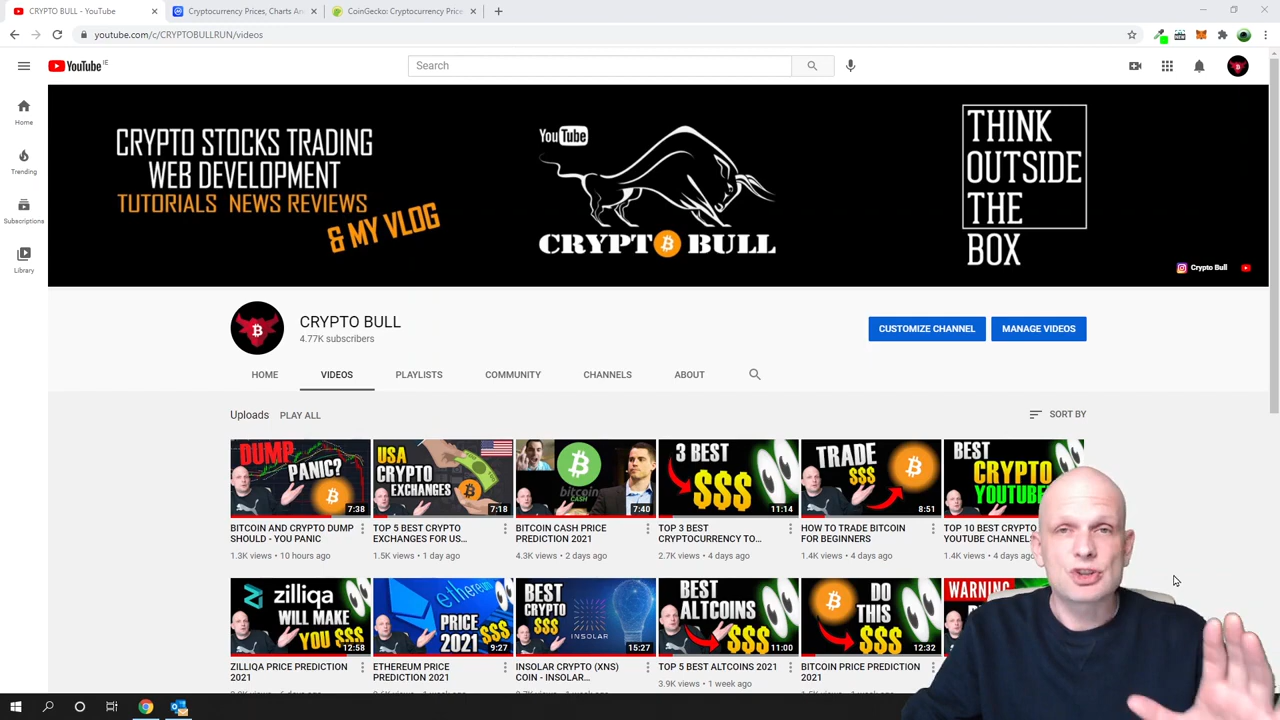 CRYPTO BULL - YouTube
Cryptocurrency Prices, Charts An
CoinGecko: Cryptocurrency Price
youtube.com/c/CRYPTOBULLRUN/videos
YouTube IE
Search
Home
Trending
Subscriptions
Library
CRYPTO STOCKS TRADING
WEB DEVELOPMENT
TUTORIALS NEWS REVIEWS
& MY VLOG
YouTube
CRYPTO BULL
THINK
OUTSIDE
THE
BOX
Crypto Bull
CRYPTO BULL
4.77K subscribers
CUSTOMIZE CHANNEL
MANAGE VIDEOS
HOME
VIDEOS
PLAYLISTS
COMMUNITY
CHANNELS
ABOUT
Uploads
PLAY ALL
SORT BY
DUMP
PANIC?
7:38
USA
CRYPTO
EXCHANGES
7:18
bitcoin
CASH
7:40
3 BEST
$$$
11:14
TRADE
$$$
8:51
BEST
CRYPTO
BITCOIN AND CRYPTO DUMP
SHOULD - YOU PANIC
1.3K views • 10 hours ago
TOP 5 BEST CRYPTO
EXCHANGES FOR US...
1.5K views • 1 day ago
BITCOIN CASH PRICE
PREDICTION 2021
4.3K views • 2 days ago
TOP 3 BEST
CRYPTOCURRENCY TO...
2.7K views • 4 days ago
HOW TO TRADE BITCOIN
FOR BEGINNERS
1.4K views • 4 days ago
TOP 10 BEST CRYPTO
YOUTUBE CHANNEL
1.4K views • 4 days
zilliqa
WILL MAKE
YOU $$$
12:58
ethereum
PRICE
2021 $$$
9:27
BEST
CRYPTO
$$$
INSOLAR
15:27
BEST
ALTCOINS
$$$
11:00
DO
THIS
$$$
12:32
WARNING
ZILLIQA PRICE PREDICTION
2021
ETHEREUM PRICE
PREDICTION 2021
INSOLAR CRYPTO (XNS)
COIN - INSOLAR...
TOP 5 BEST ALTCOINS 2021
3.9K views • 1 week ago
BITCOIN PRICE PREDICTION
2021